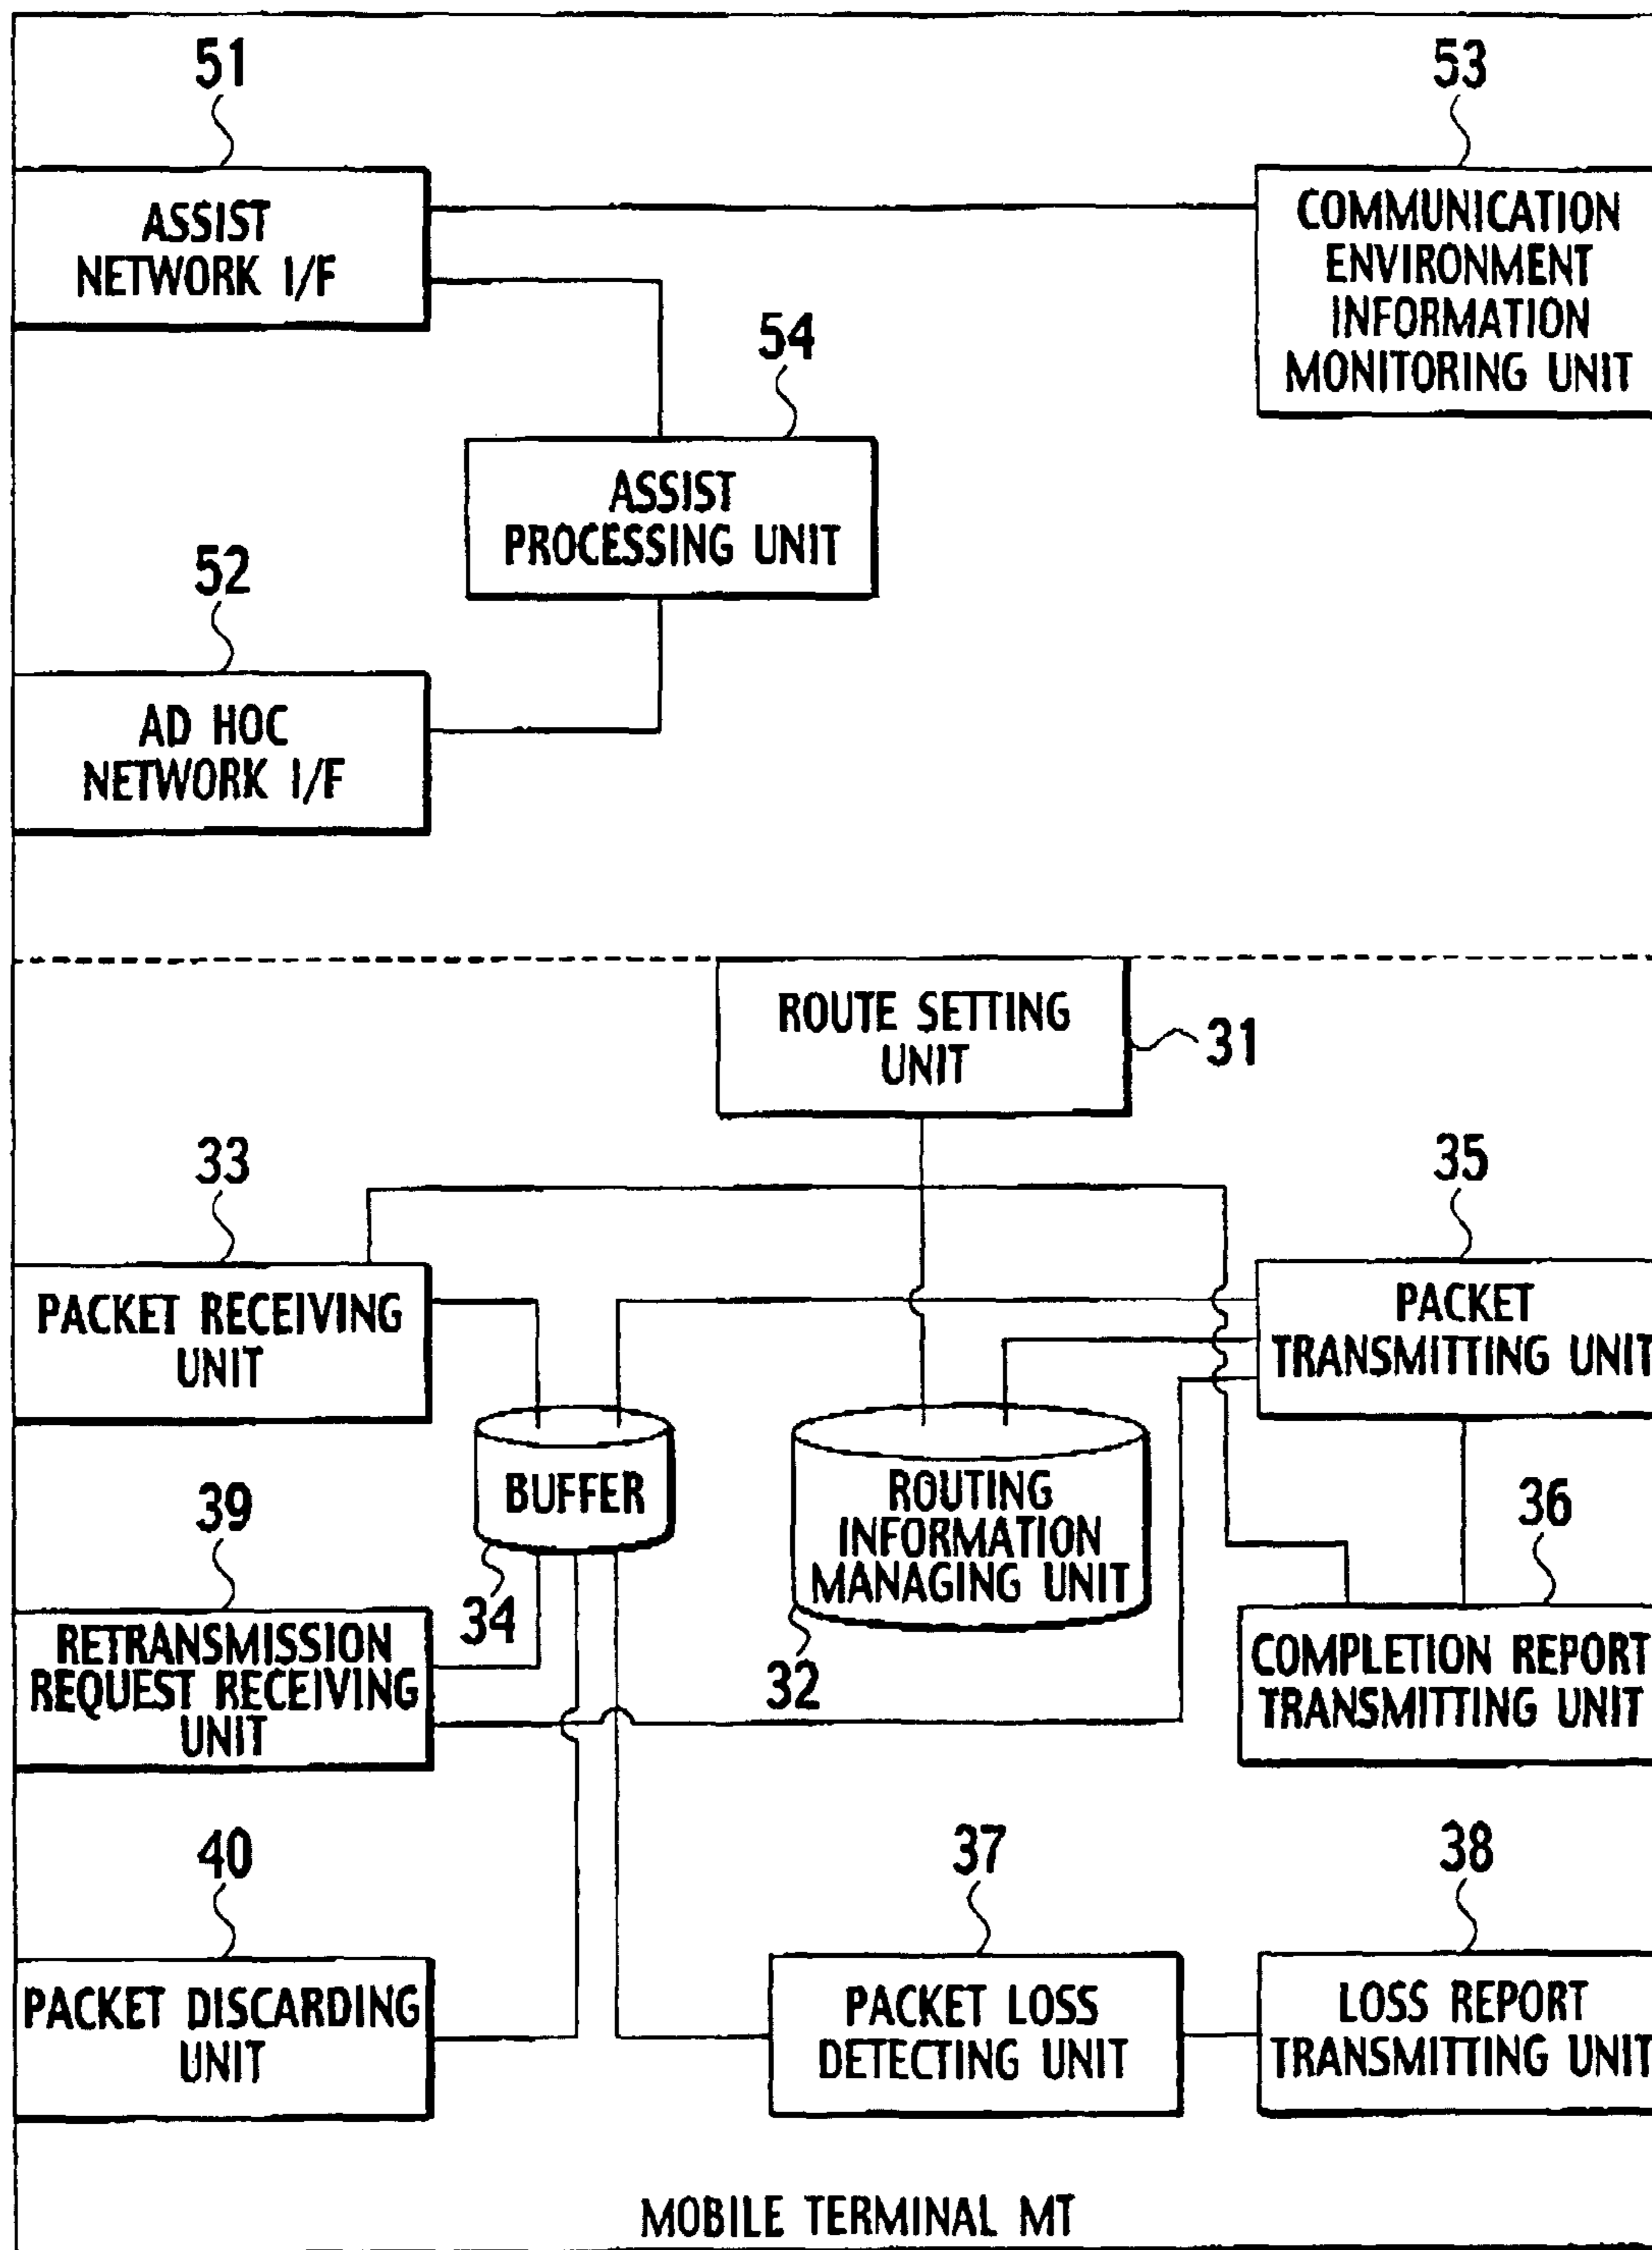 51
53
ASSIST
NETWORK I/F
COMMUNICATION
ENVIRONMENT
INFORMATION
MONITORING UNIT
54
ASSIST
PROCESSING UNIT
52
AD HOC
NETWORK I/F
ROUTE SETTING
UNIT
31
33
35
PACKET RECEIVING
UNIT
PACKET
TRANSMITTING UNIT
BUFFER
34
ROUTING
INFORMATION
MANAGING UNIT
32
39
36
RETRANSMISSION
REQUEST RECEIVING
UNIT
COMPLETION REPORT
TRANSMITTING UNIT
40
37
38
PACKET DISCARDING
UNIT
PACKET LOSS
DETECTING UNIT
LOSS REPORT
TRANSMITTING UNIT
MOBILE TERMINAL MT